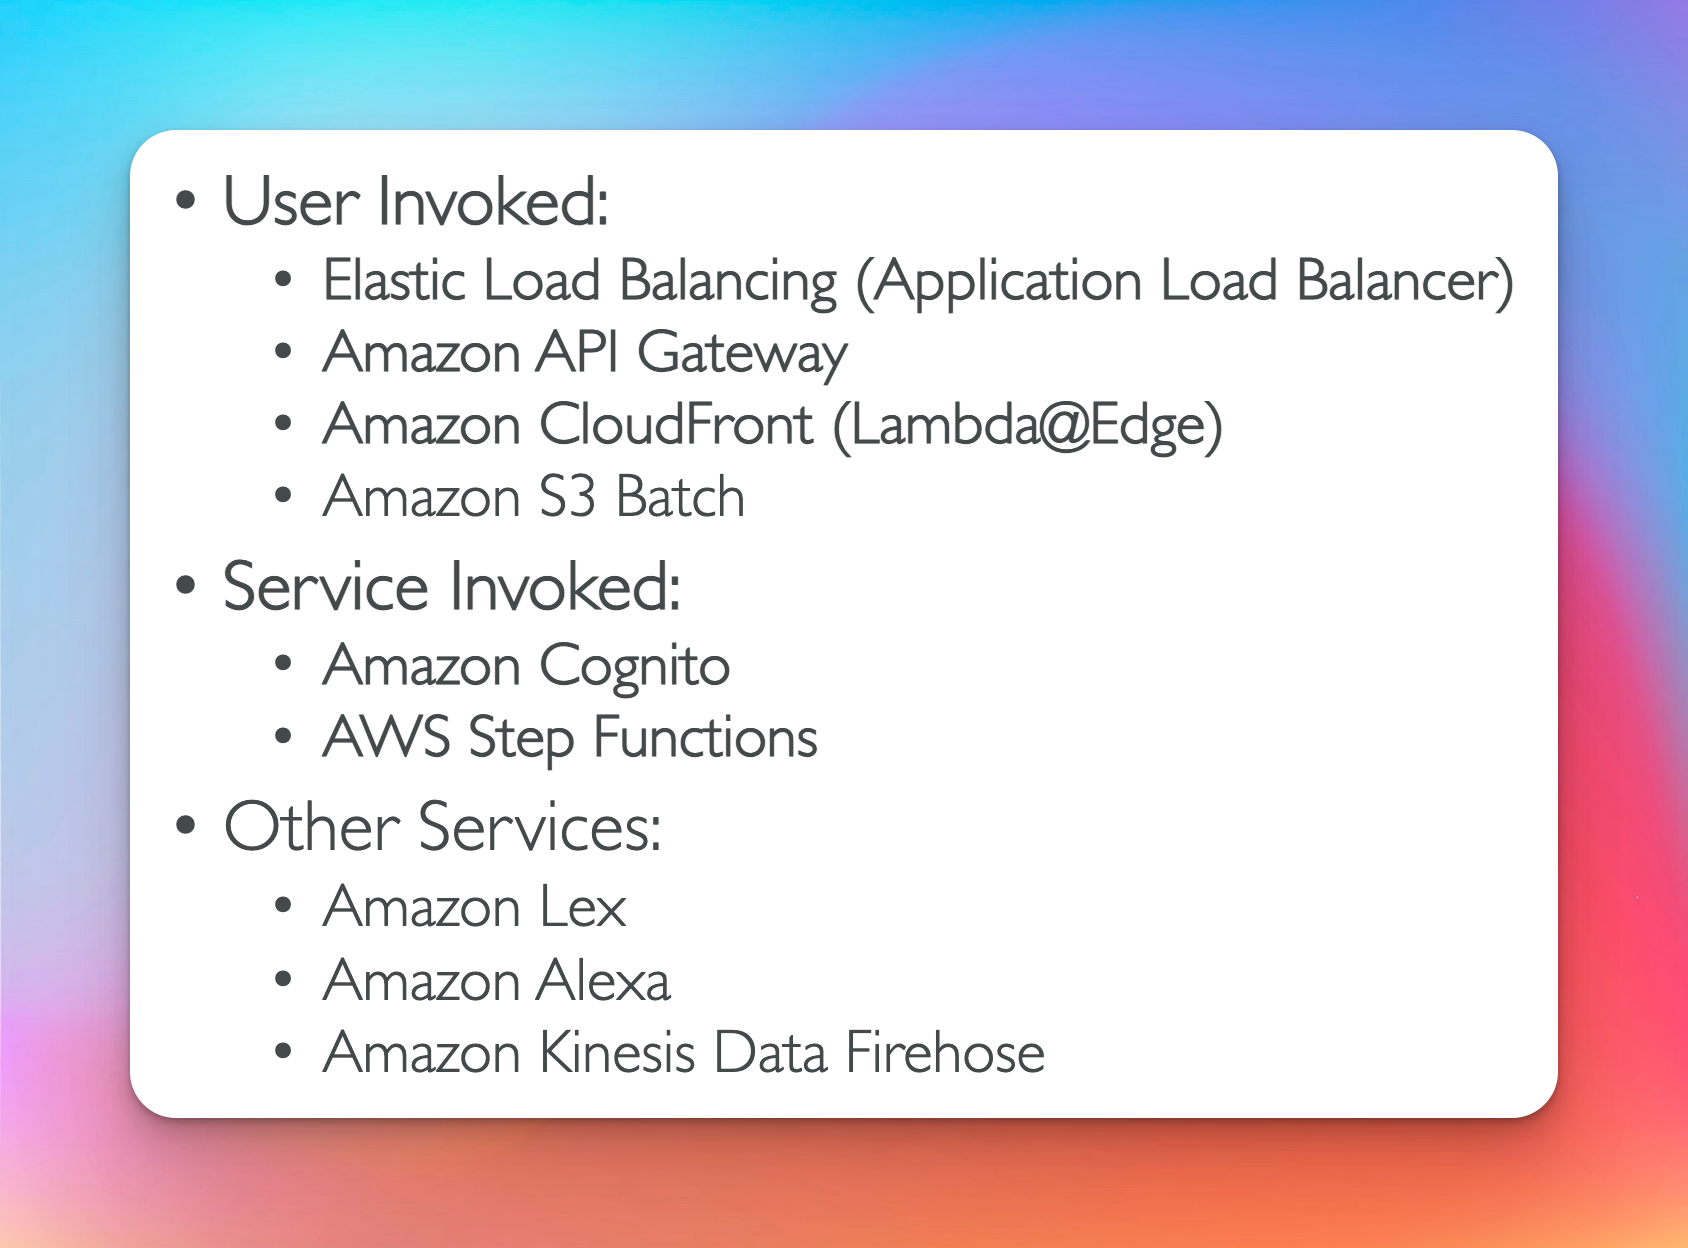 • User Invoked:
• Elastic Load Balancing (Application Load Balancer)
• Amazon API Gateway
• Amazon CloudFront (Lambda@Edge)
• Amazon S3 Batch
• Service Invoked:
• Amazon Cognito
• AWS Step Functions
• Other Services:
• Amazon Lex
• Amazon Alexa
• Amazon Kinesis Data Firehose